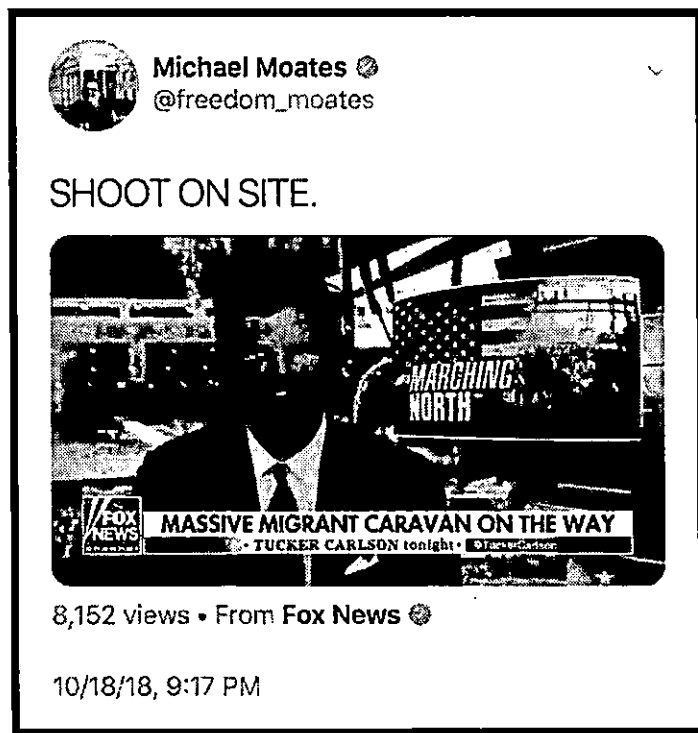 Michael Moates
@freedom_moates
SHOOT ON SITE.
MARCHING
NORTH
FOX
NEWS
MASSIVE MIGRANT CARAVAN ON THE WAY
• TUCKER CARLSON tonight • @TuckerCarlson
8,152 views • From Fox News
10/18/18, 9:17 PM